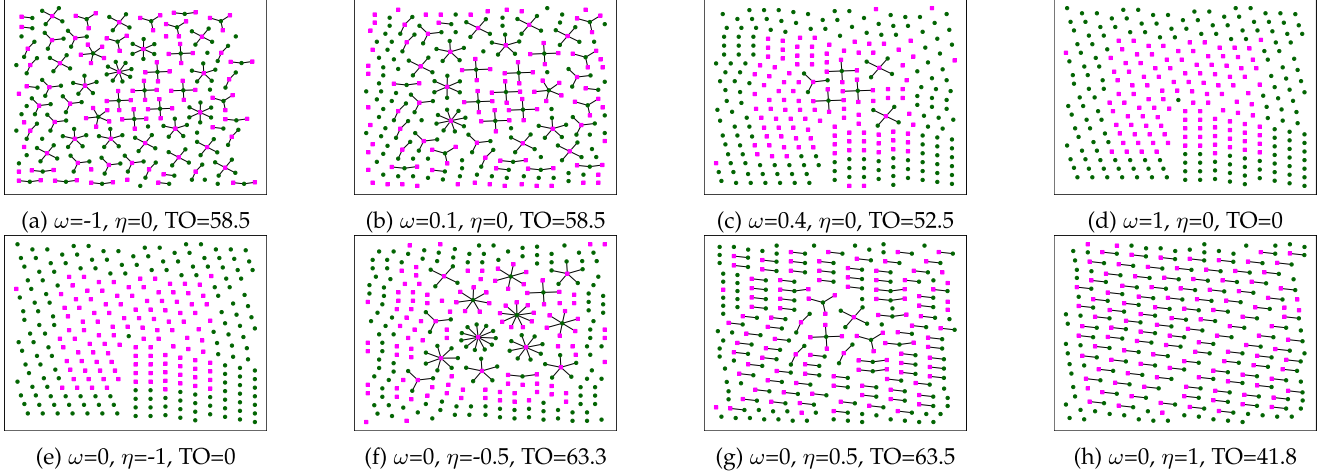 (a) ω=-1, η=0, TO=58.5
(b) ω=0.1, η=0, TO=58.5
(c) ω=0.4, η=0, TO=52.5
(d) ω=1, η=0, TO=0
(e) ω=0, η=-1, TO=0
(f) ω=0, η=-0.5, TO=63.3
(g) ω=0, η=0.5, TO=63.5
(h) ω=0, η=1, TO=41.8